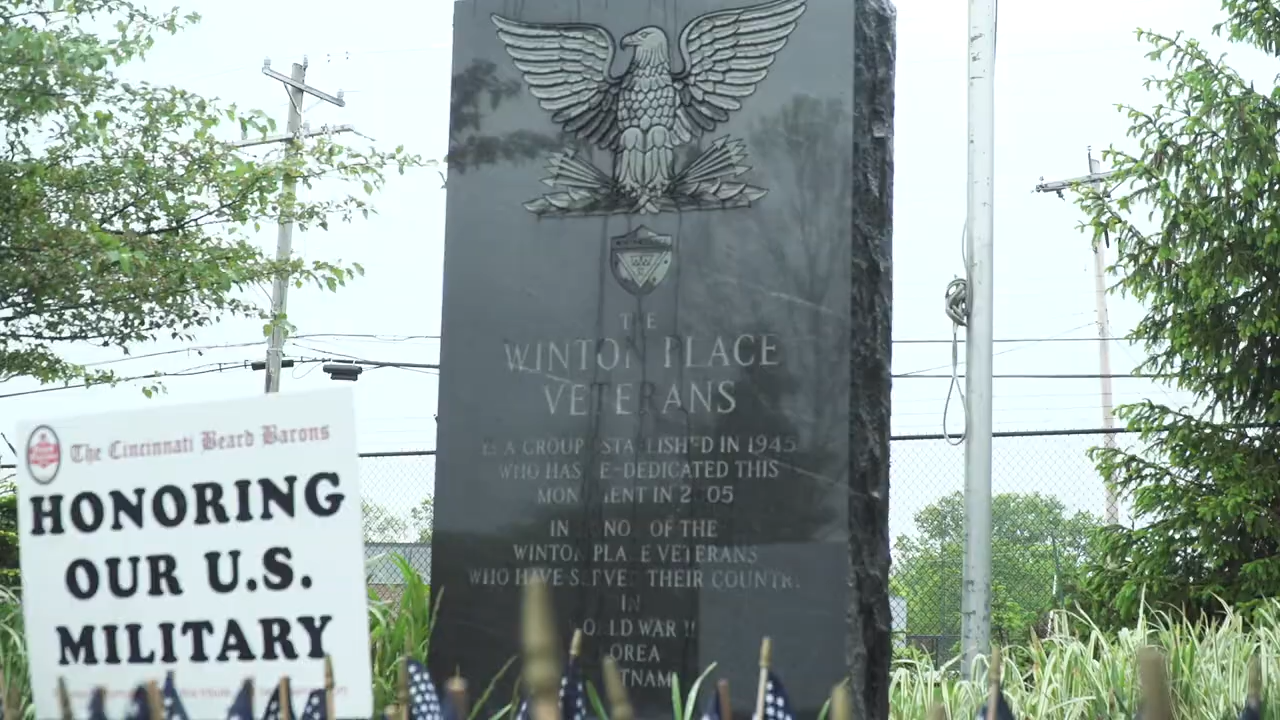 The Cincinnati Beard Barons
HONORING
OUR U.S.
MILITARY
THE
WINTON PLACE
VETERANS
IS A GROUP ESTABLISHED IN 1945
WHO HAS RE-DEDICATED THIS
MONUMENT IN 2005
IN HONOR OF THE
WINTON PLACE VETERANS
WHO HAVE SERVED THEIR COUNTRY
IN
WORLD WAR II
KOREA
VIETNAM